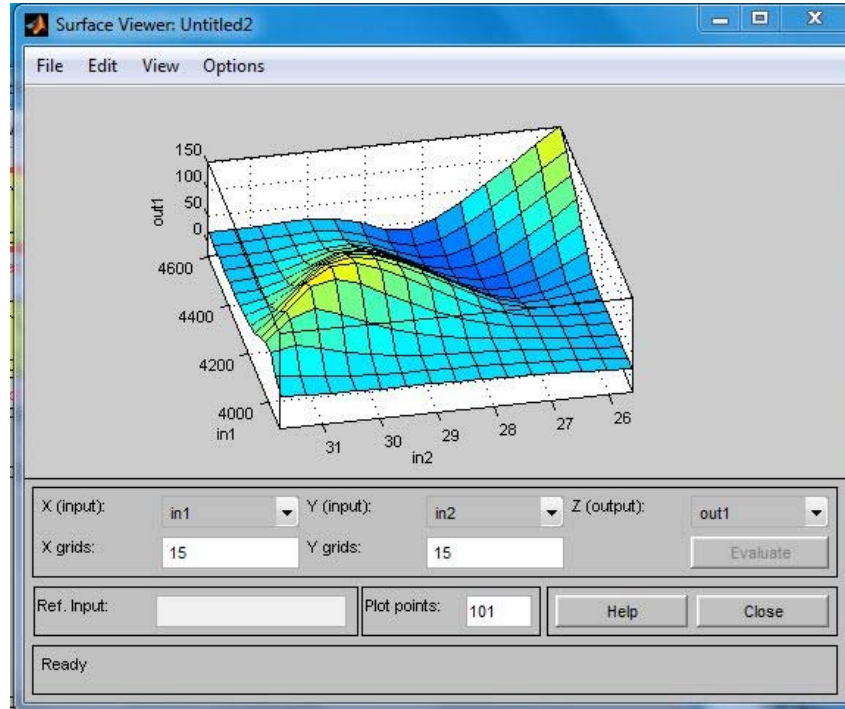 Surface Viewer: Untitled2
File Edit View Options
150
100
50
0
out1
4600
4400
4200
4000
in1
31 30 29 28 27 26
in2
X (input): in1 Y (input): in2 Z (output): out1
X grids: 15 Y grids: 15 Evaluate
Ref. Input: Plot points: 101 Help Close
Ready